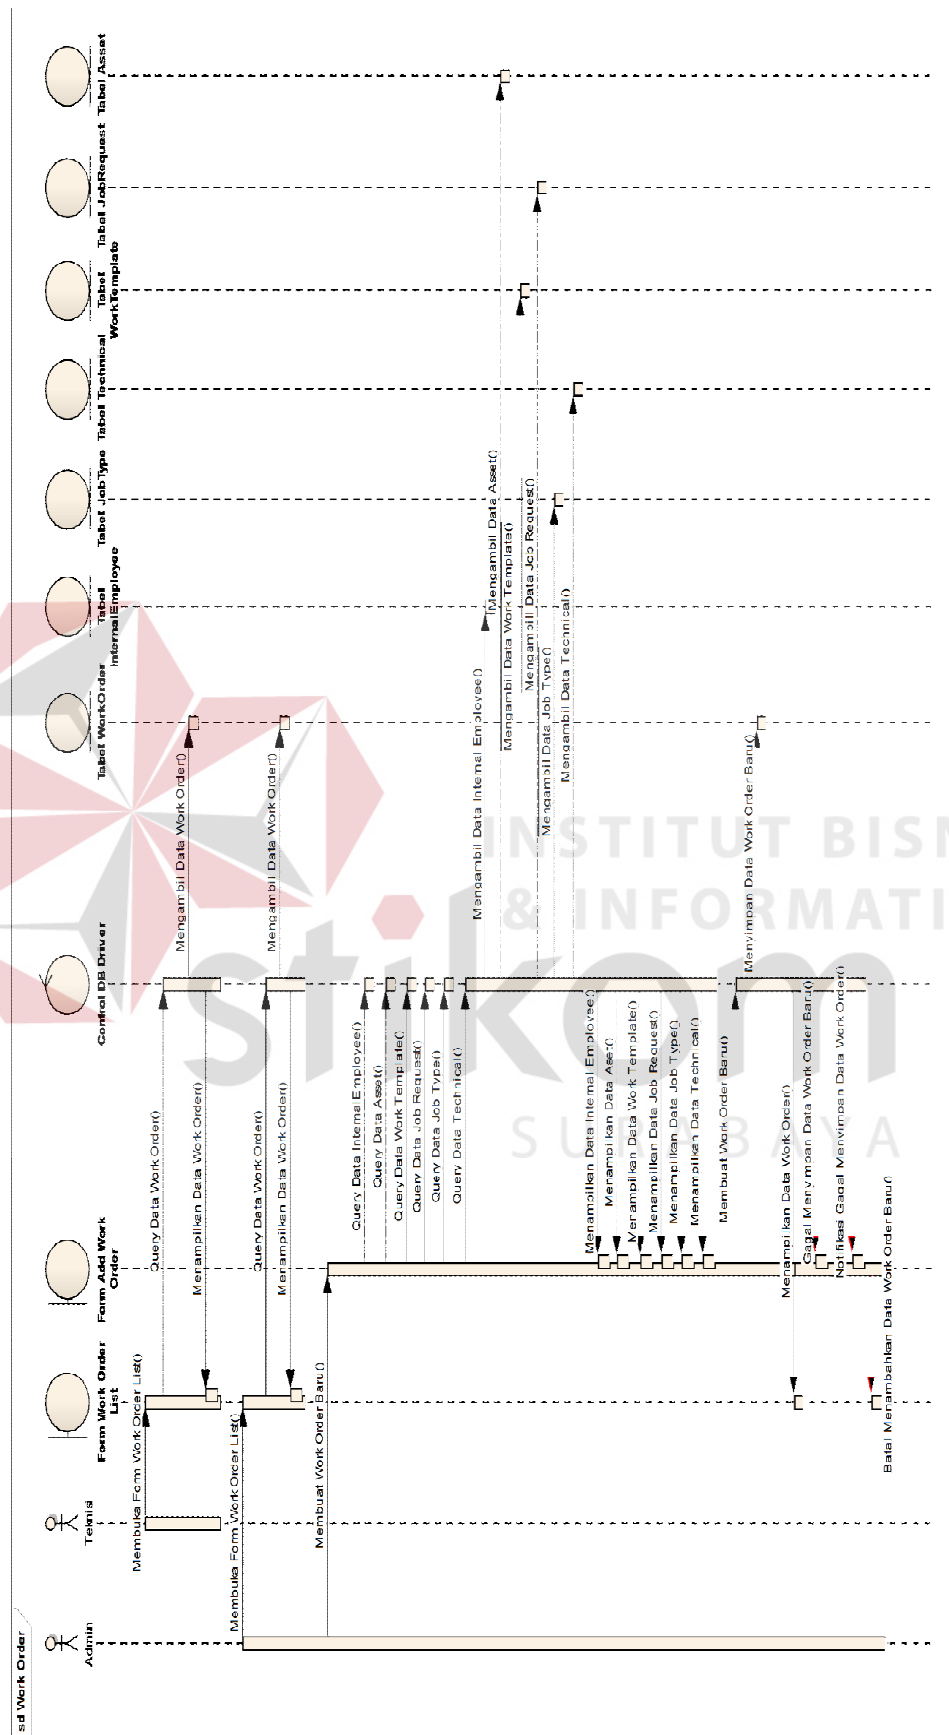 sd Work Order
Admin
Teknisi
Form Work Order
List
Form Add Work
Order
Control DB Driver
Tabel WorkOrder
Tabel
InternalEmployee
Tabel JobType
Tabel Technical
Tabel
WorkTemplate
Tabel JobRequest
Tabel Asset
Membuka Form Work Order List()
Query Data Work Order()
Mengambil Data Work Order()
Menampilkan Data Work Order()
Membuka Form Work Order List()
Query Data Work Order()
Mengambil Data Work Order()
Menampilkan Data Work Order()
Membuat Work Order Baru()
Query Data Internal Employee()
Query Data Asset()
Query Data Work Template()
Query Data Job Request()
Query Data Job Type()
Query Data Technical()
Mengambil Data Internal Employee()
Mengambil Data Asset()
Mengambil Data Work Template()
Mengambill Data Job Request()
Mengambil Data Job Type()
Mengambil Data Technical()
Menampilkan Data Internal Employee()
Menampilkan Data Aset()
Menampilkan Data Work Template()
Menampilkan Data Job Request()
Menampilkan Data Job Type()
Menampilkan Data Technical()
Membuat Work Order Baru()
Menyimpan Data Work Order Baru()
Menampilkan Data Work Order()
Gagal Menyimpan Data Work Order Baru()
Notifikasi Gagal Menyimpan Data Work Order()
Batal Menambahkan Data Work Order Baru()
INSTITUT BISN
& INFORMATI
stikom
SURABAYA